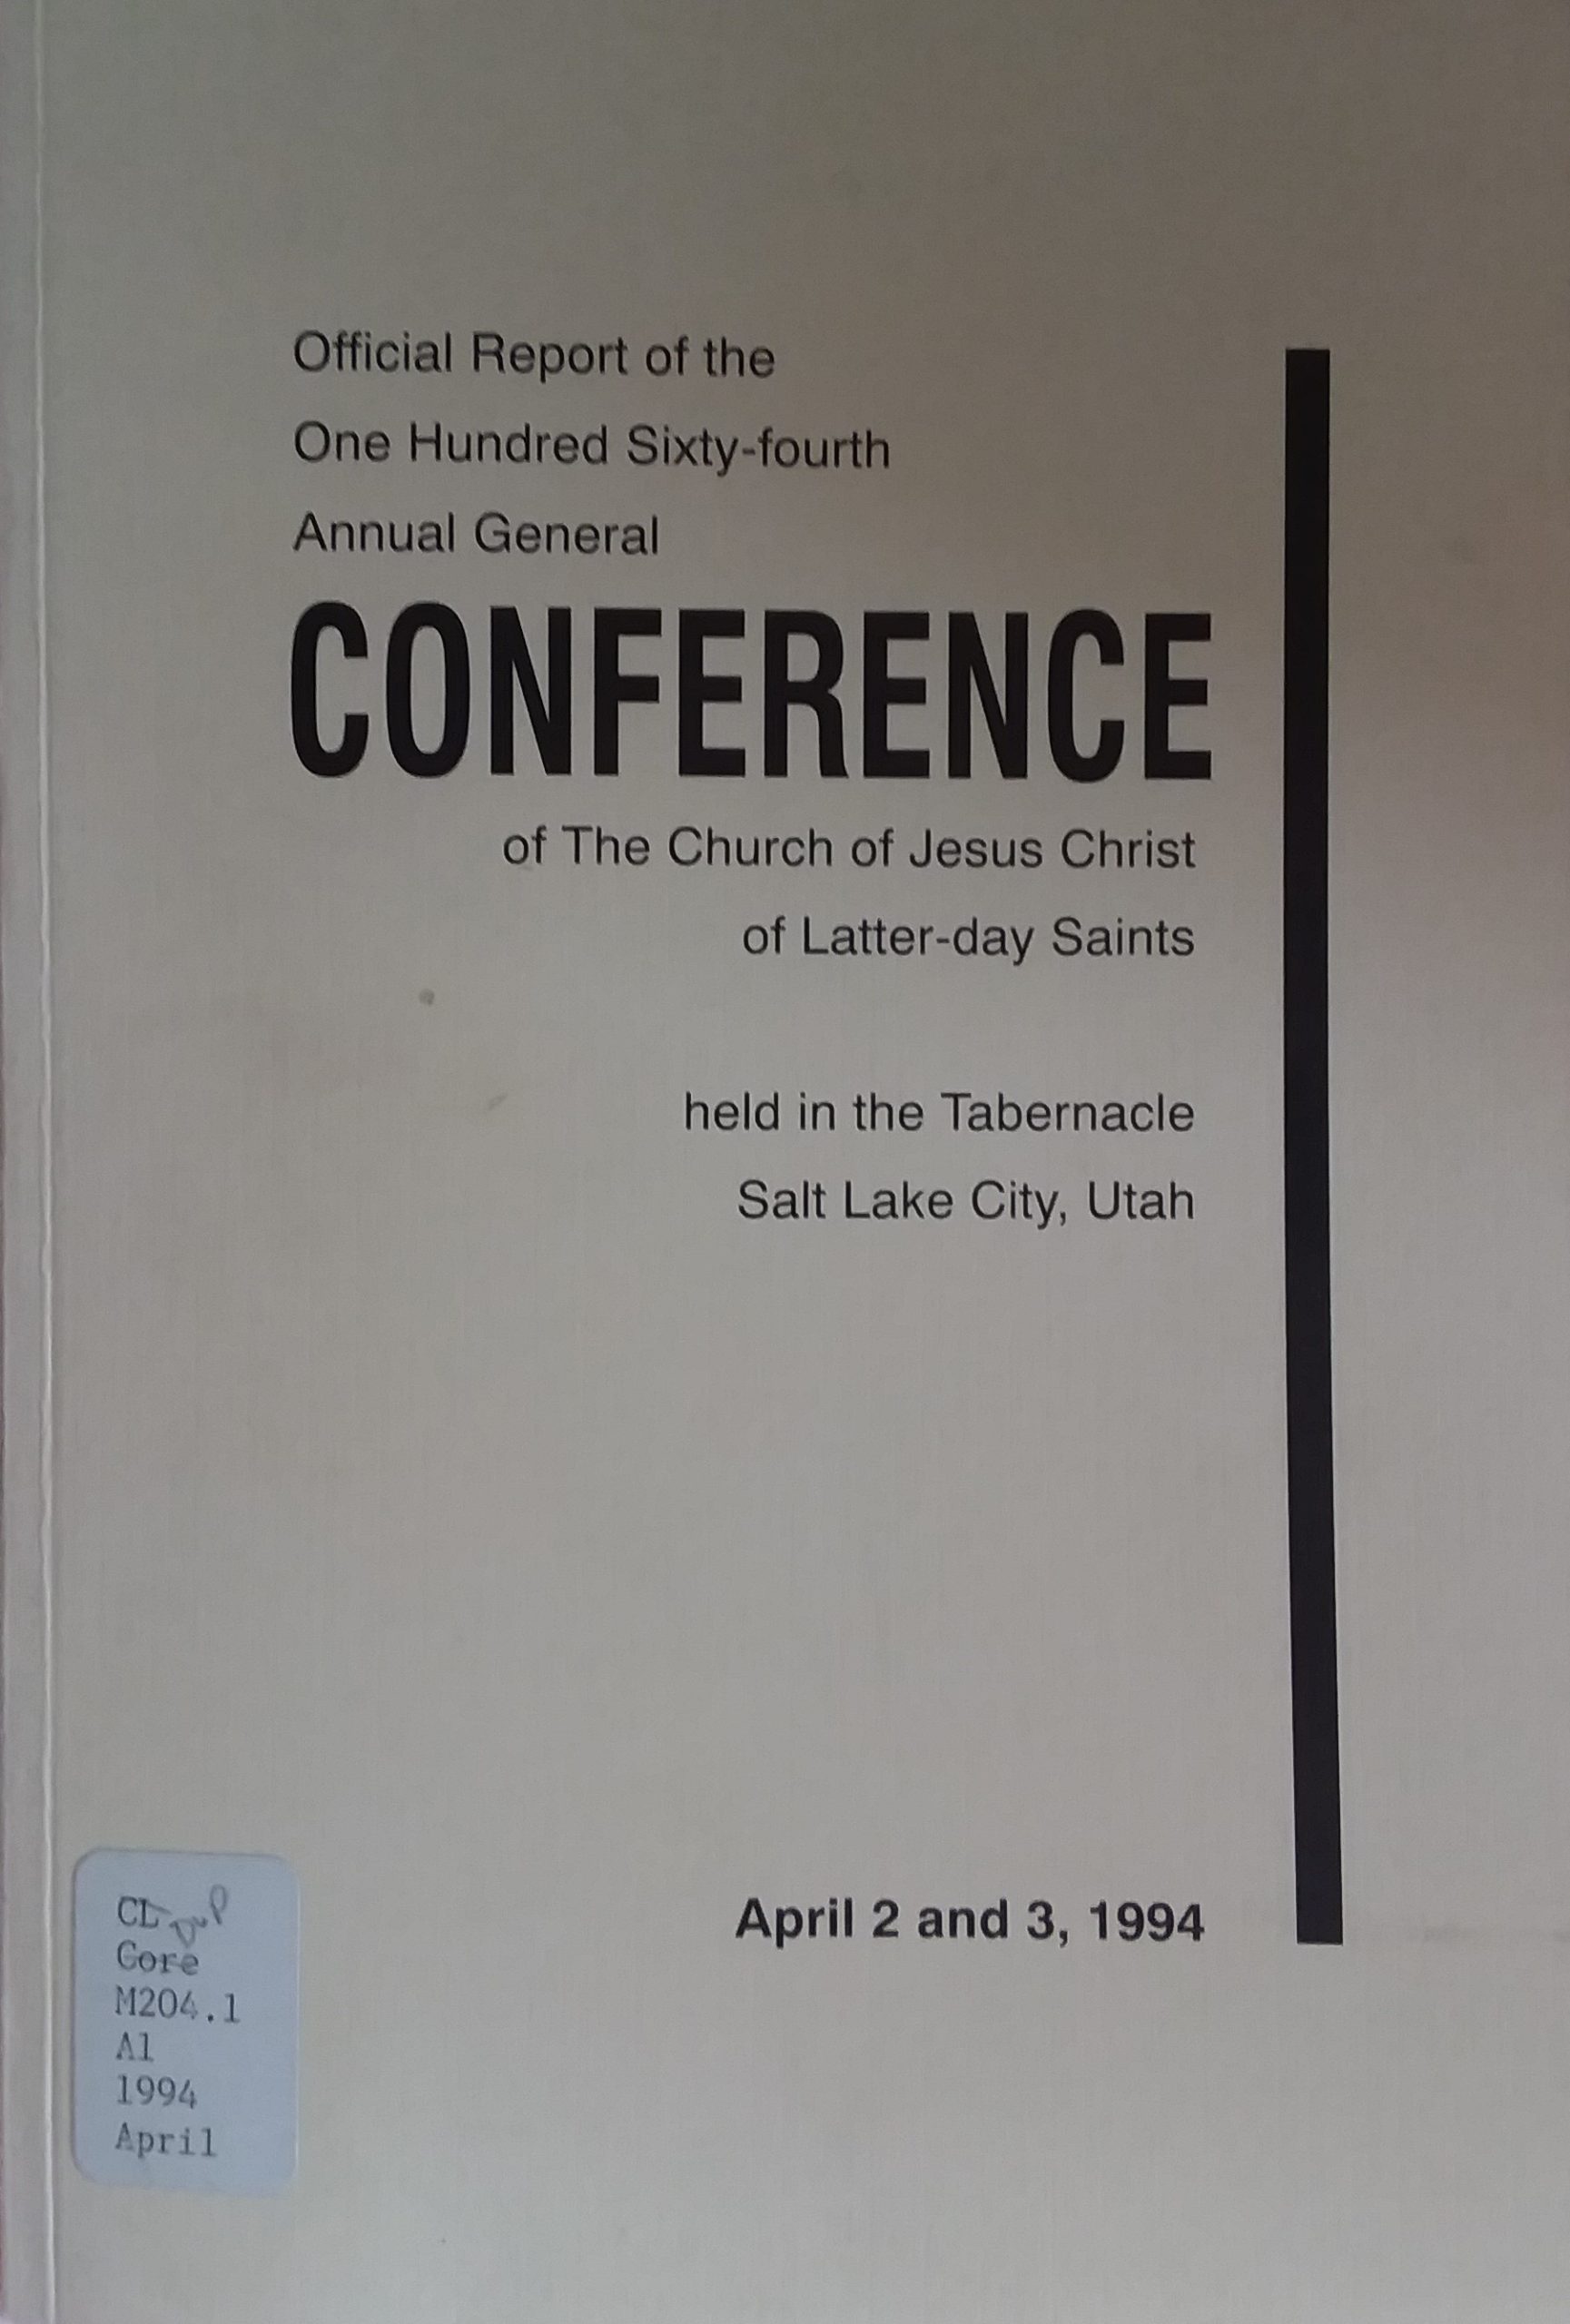 Official Report of the
One Hundred Sixty-fourth
Annual General
CONFERENCE
of The Church of Jesus Christ
of Latter-day Saints
held in the Tabernacle
Salt Lake City, Utah
April 2 and 3, 1994
CL DUP
Core
M204.1
A1
1994
April